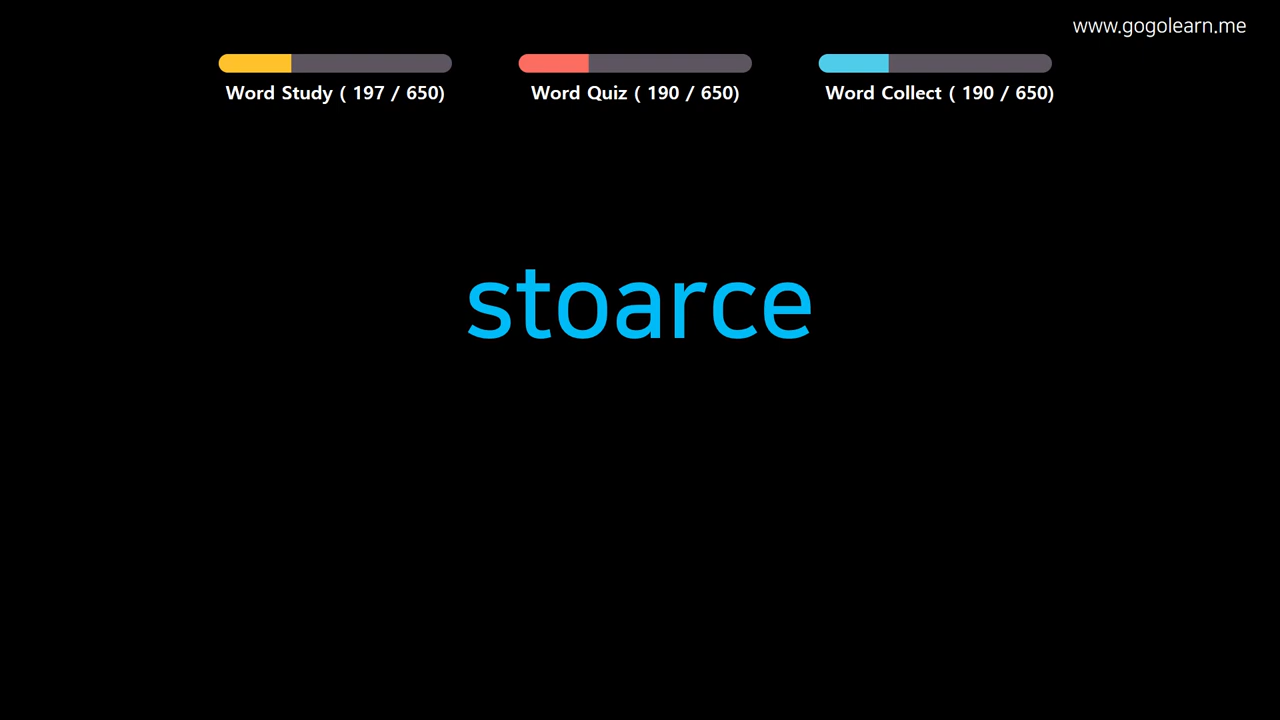 www.gogolearn.me
Word Study ( 197 / 650)
Word Quiz ( 190 / 650)
Word Collect ( 190 / 650)
stoarce